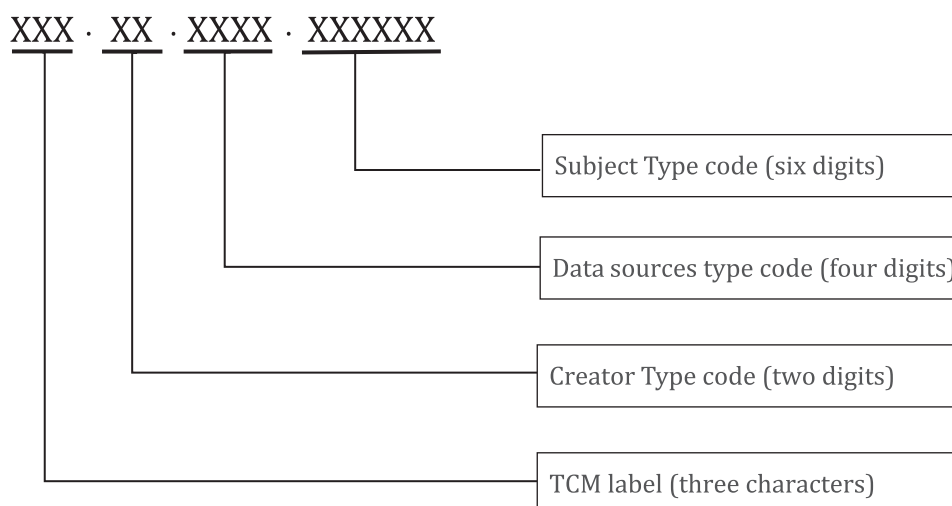 XXX · XX · XXXX · XXXXXX
Subject Type code (six digits)
Data sources type code (four digits)
Creator Type code (two digits)
TCM label (three characters)